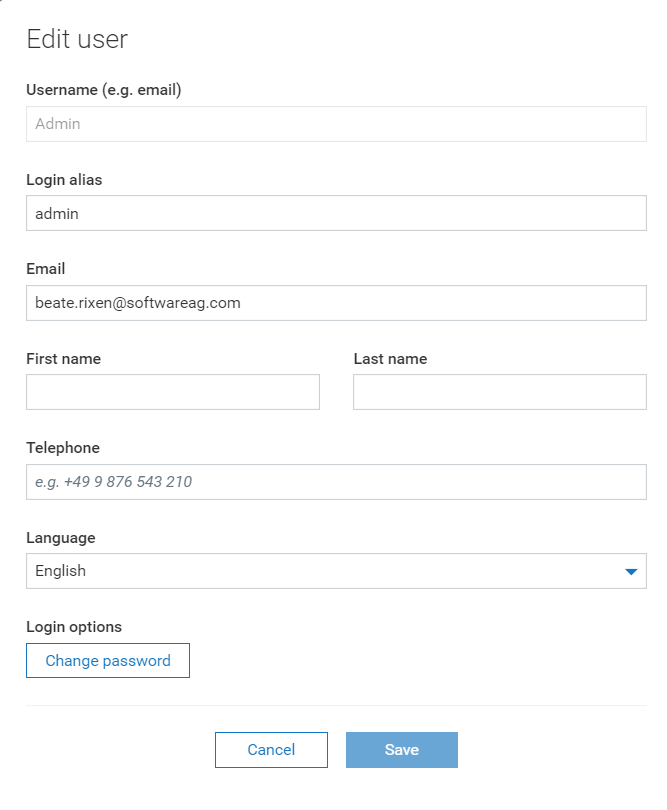 Edit user
Username (e.g. email)
Admin
Login alias
admin
Email
beate.rixen@softwareag.com
First name Last name
Telephone
e.g. +49 9 876 543 210
Language
English
Login options
Change password
Cancel Save